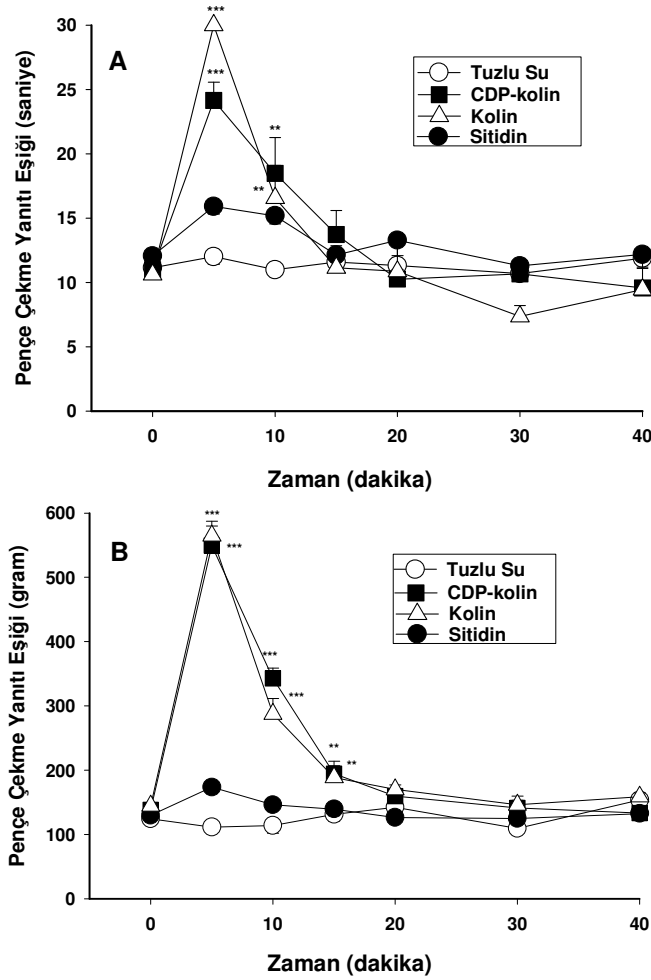 A
Pençe Çekme Yanıtı Eşiği (saniye)
30
25
20
15
10
5
0
***
***
**
**
Tuzlu Su
CDP-kolin
Kolin
Sitidin
0 10 20 30 40
Zaman (dakika)
B
Pençe Çekme Yanıtı Eşiği (gram)
600
500
400
300
200
100
0
***
***
***
***
**
**
Tuzlu Su
CDP-kolin
Kolin
Sitidin
0 10 20 30 40
Zaman (dakika)